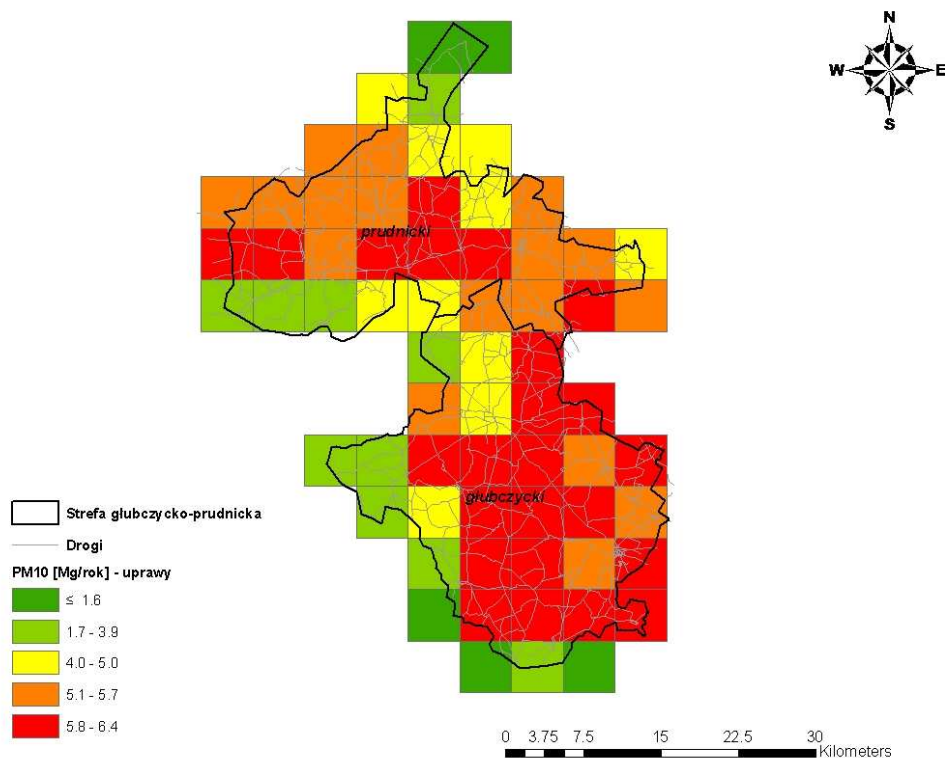 N
W E
S
prudnicki
głubczycki
Strefa głubczycko-prudnicka
Drogi
PM10 [Mg/rok] - uprawy
≤ 1.6
1.7 - 3.9
4.0 - 5.0
5.1 - 5.7
5.8 - 6.4
0 3.75 7.5 15 22.5 30
Kilometers